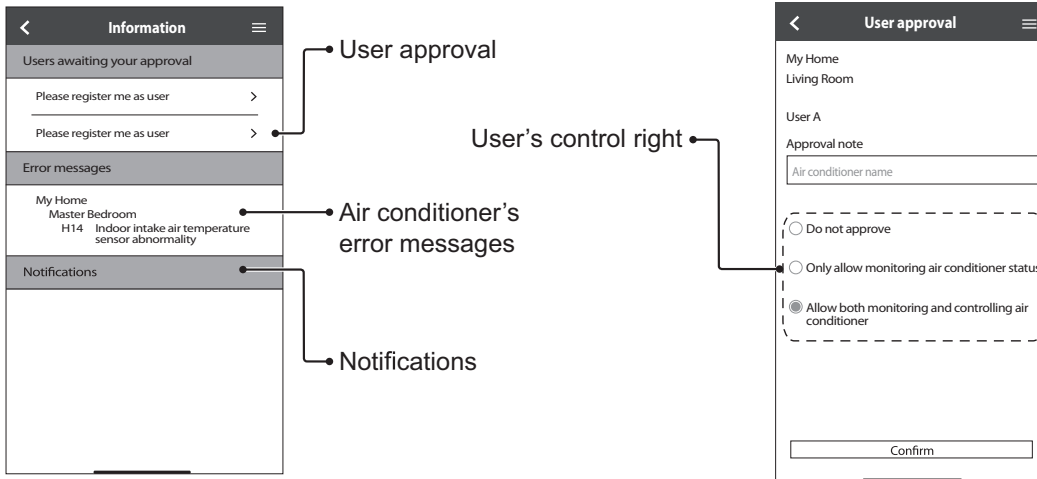 Information
Users awaiting your approval
Please register me as user
Please register me as user
Error messages
My Home
Master Bedroom
H14 Indoor intake air temperature
sensor abnormality
Notifications
User approval
Air conditioner's
error messages
Notifications
User's control right
User approval
My Home
Living Room
User A
Approval note
Air conditioner name
Do not approve
Only allow monitoring air conditioner status
Allow both monitoring and controlling air
conditioner
Confirm